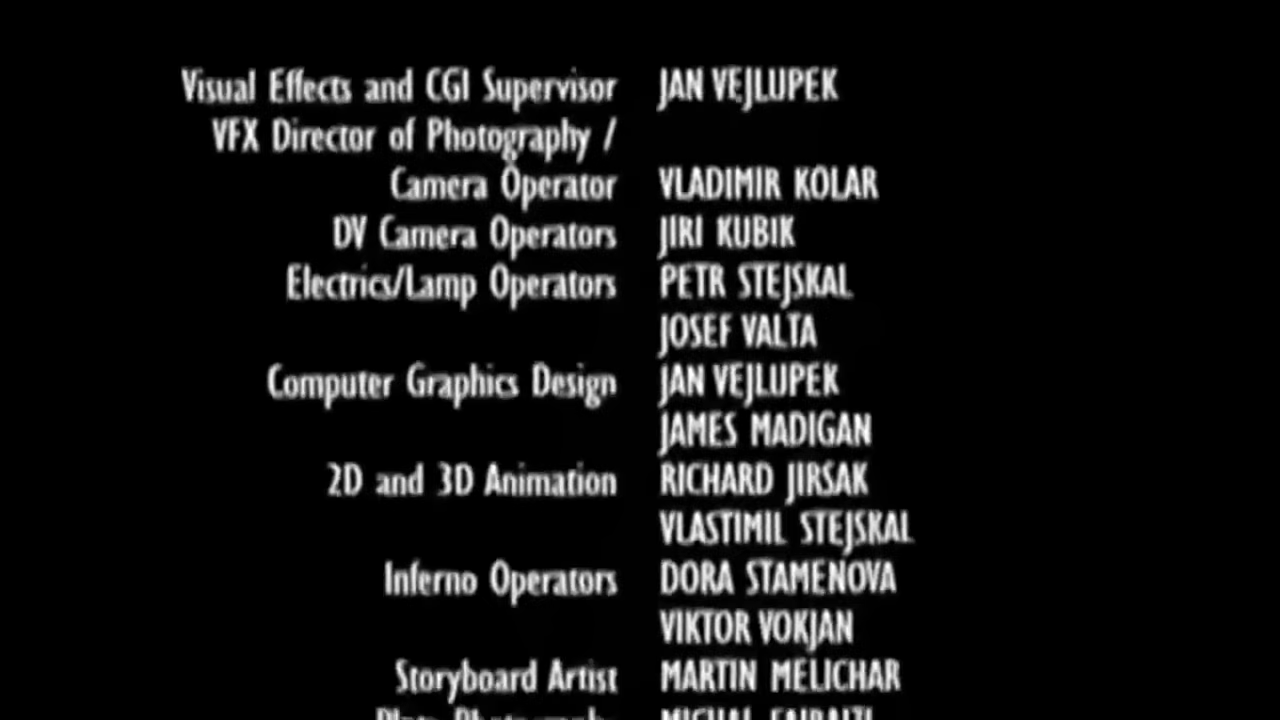 Visual Effects and CGI Supervisor JAN VEJLUPEK
VFX Director of Photography /
Camera Operator VLADIMIR KOLAR
DV Camera Operators JIRI KUBIK
Electrics/Lamp Operators PETR STEJSKAL
JOSEF VALTA
Computer Graphics Design JAN VEJLUPEK
JAMES MADIGAN
2D and 3D Animation RICHARD JIRSAK
VLASTIMIL STEJSKAL
Inferno Operators DORA STAMENOVA
VIKTOR VOKJAN
Storyboard Artist MARTIN MELICHAR
MICHAL